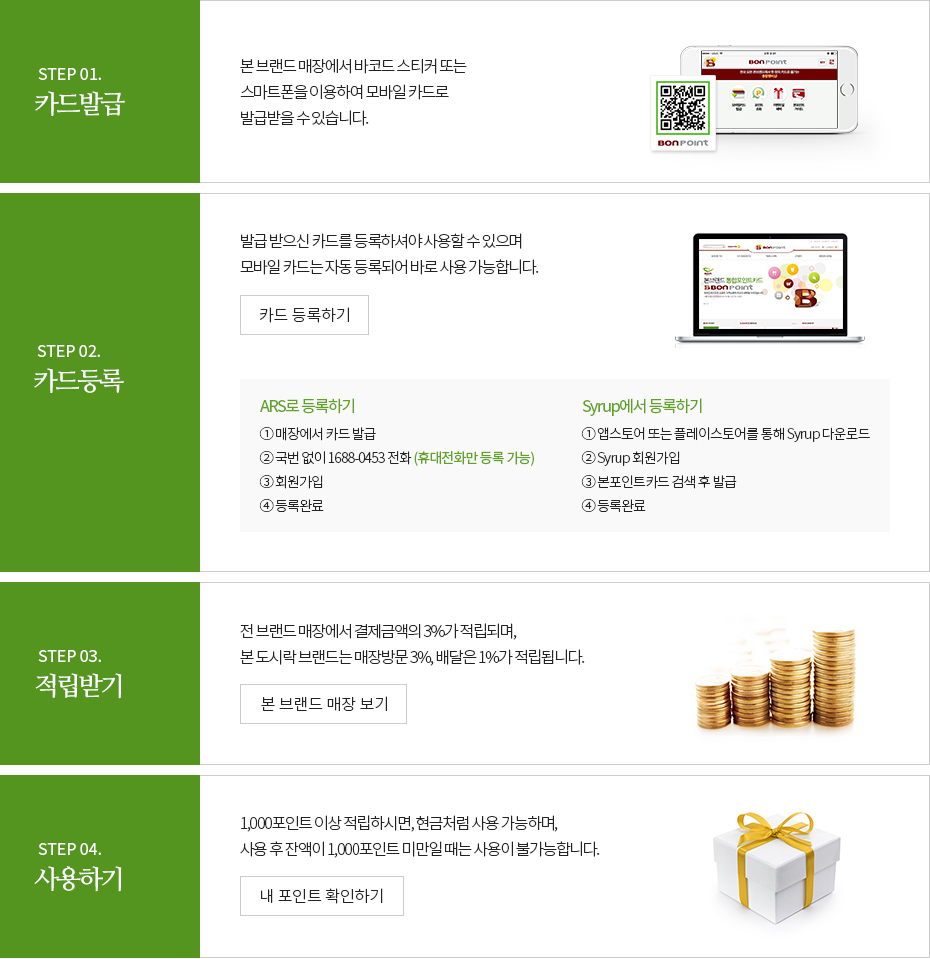 STEP 01.
카드발급
본 브랜드 매장에서 바코드 스티커 또는
스마트폰을 이용하여 모바일 카드로
발급받을 수 있습니다.
BONPOINT
BONPOINT
STEP 02.
카드등록
발급 받으신 카드를 등록하셔야 사용할 수 있으며
모바일 카드는 자동 등록되어 바로 사용 가능합니다.
카드 등록하기
BONPOINT
본브랜드 통합포인트카드
BONPOINT
ARS로 등록하기
① 매장에서 카드 발급
② 국번 없이 1688-0453 전화 (휴대전화만 등록 가능)
③ 회원가입
④ 등록완료
Syrup에서 등록하기
① 앱스토어 또는 플레이스토어를 통해 Syrup 다운로드
② Syrup 회원가입
③ 본포인트카드 검색 후 발급
④ 등록완료
STEP 03.
적립받기
전 브랜드 매장에서 결제금액의 3%가 적립되며,
본 도시락 브랜드는 매장방문 3%, 배달은 1%가 적립됩니다.
본 브랜드 매장 보기
STEP 04.
사용하기
1,000포인트 이상 적립하시면, 현금처럼 사용 가능하며,
사용 후 잔액이 1,000포인트 미만일 때는 사용이 불가능합니다.
내 포인트 확인하기